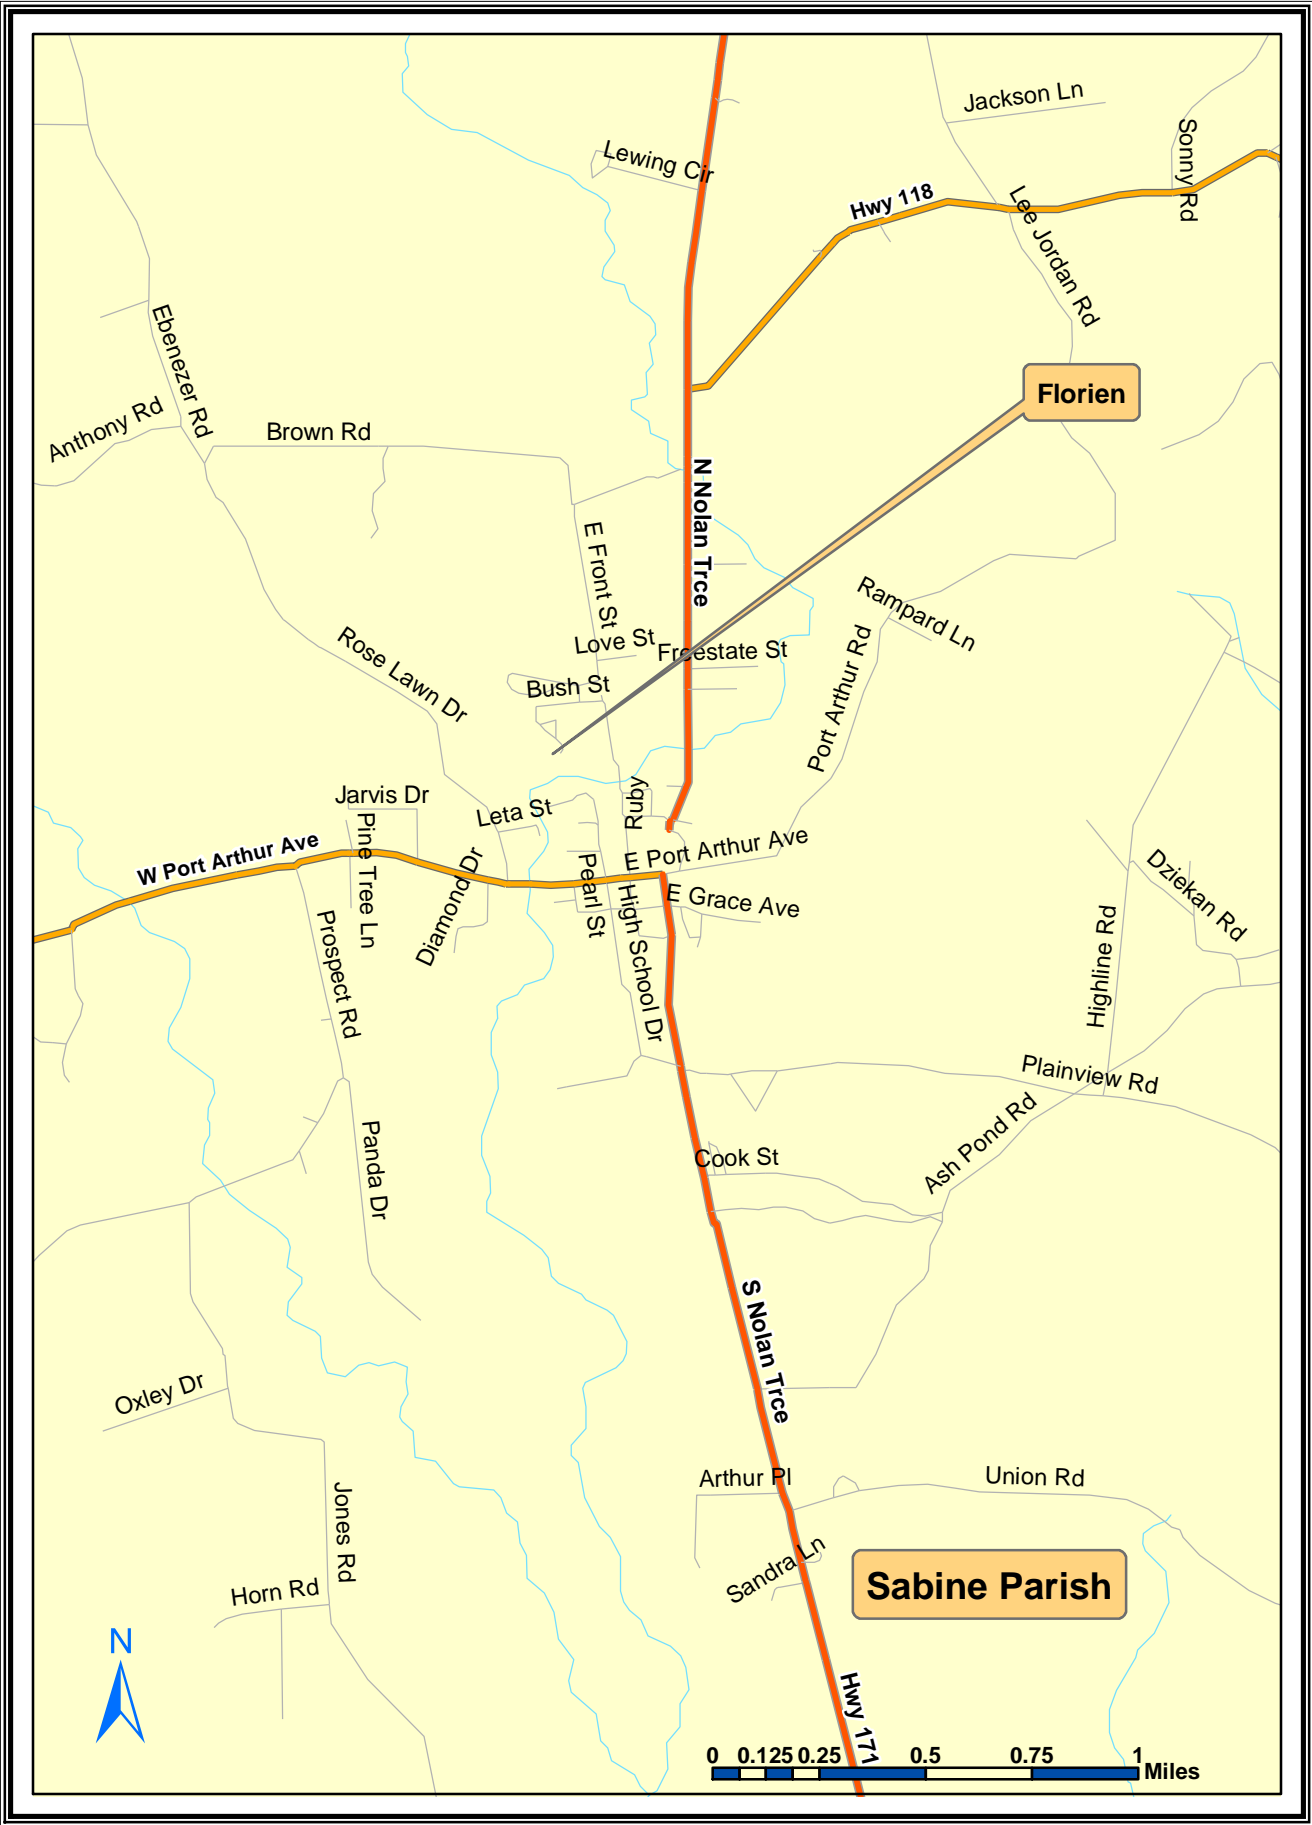 Jackson Ln
Sonny Rd
Lewing Cir
Hwy 118
Lee Jordan Rd
Ebenezer Rd
Florien
Anthony Rd
Brown Rd
N Nolan Trce
E Front St
Rampard Ln
Love St
Freestate St
Rose Lawn Dr
Port Arthur Rd
Bush St
Jarvis Dr
Ruby
Leta St
Pine Tree Ln
W Port Arthur Ave
E Port Arthur Ave
Diamond Dr
Pearl St
E Grace Ave
Dziekan Rd
High School Dr
Highline Rd
Prospect Rd
Plainview Rd
Ash Pond Rd
Panda Dr
Cook St
S Nolan Trce
Oxley Dr
Arthur Pl
Union Rd
Jones Rd
Sandra Ln
Sabine Parish
Horn Rd
N
Hwy 171
0 0.125 0.25 0.5 0.75 1
Miles